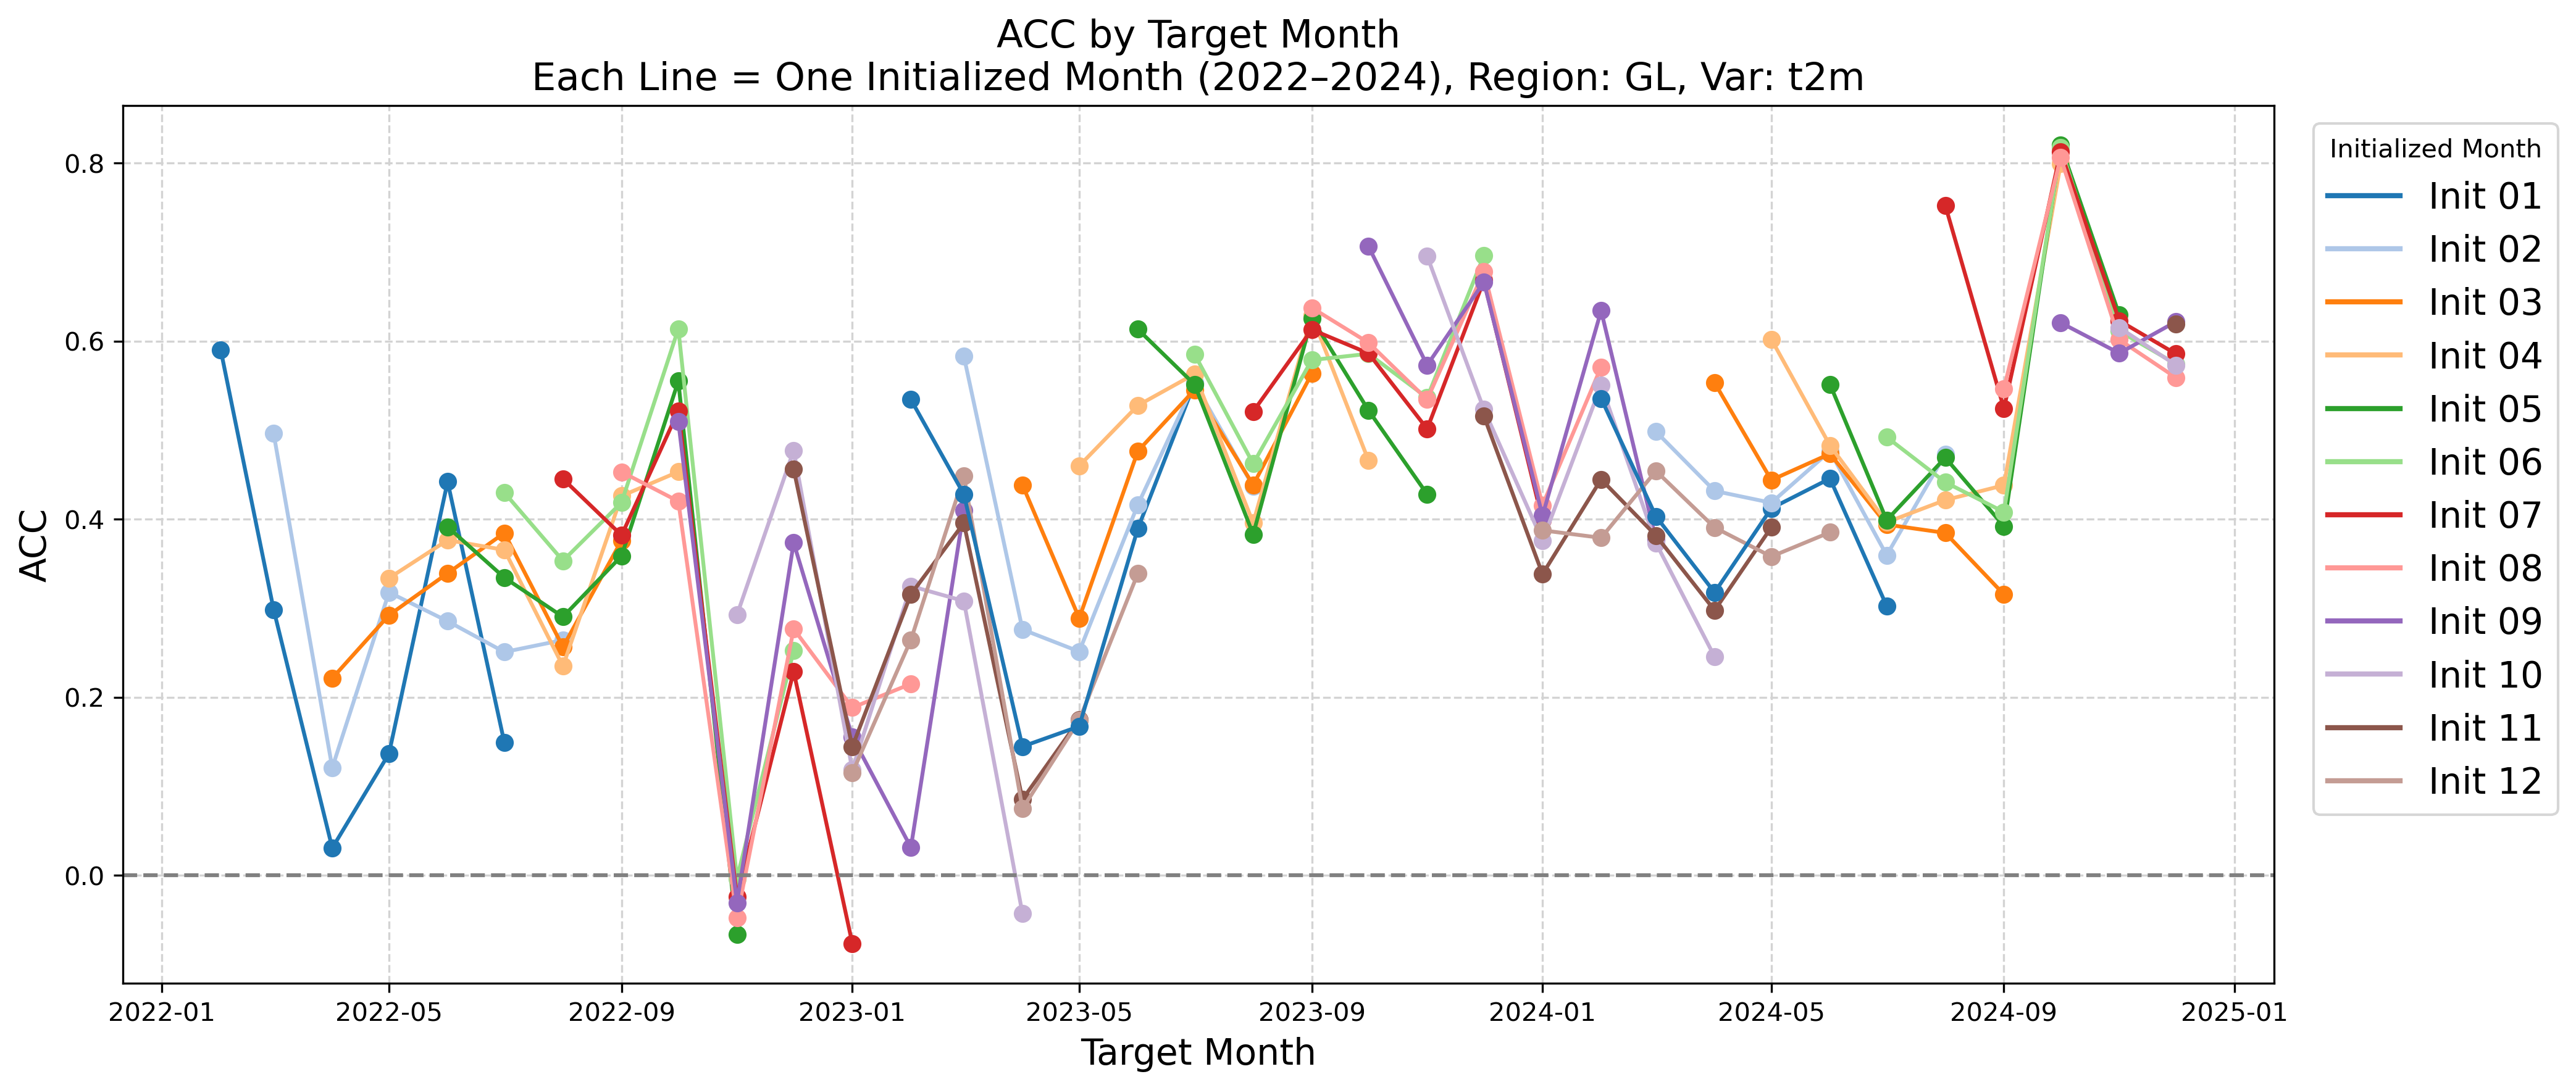 ACC by Target Month
Each Line = One Initialized Month (2022–2024), Region: GL, Var: t2m
ACC
0.8
0.6
0.4
0.2
0.0
2022-01
2022-05
2022-09
2023-01
2023-05
2023-09
2024-01
2024-05
2024-09
2025-01
Target Month
Initialized Month
Init 01
Init 02
Init 03
Init 04
Init 05
Init 06
Init 07
Init 08
Init 09
Init 10
Init 11
Init 12